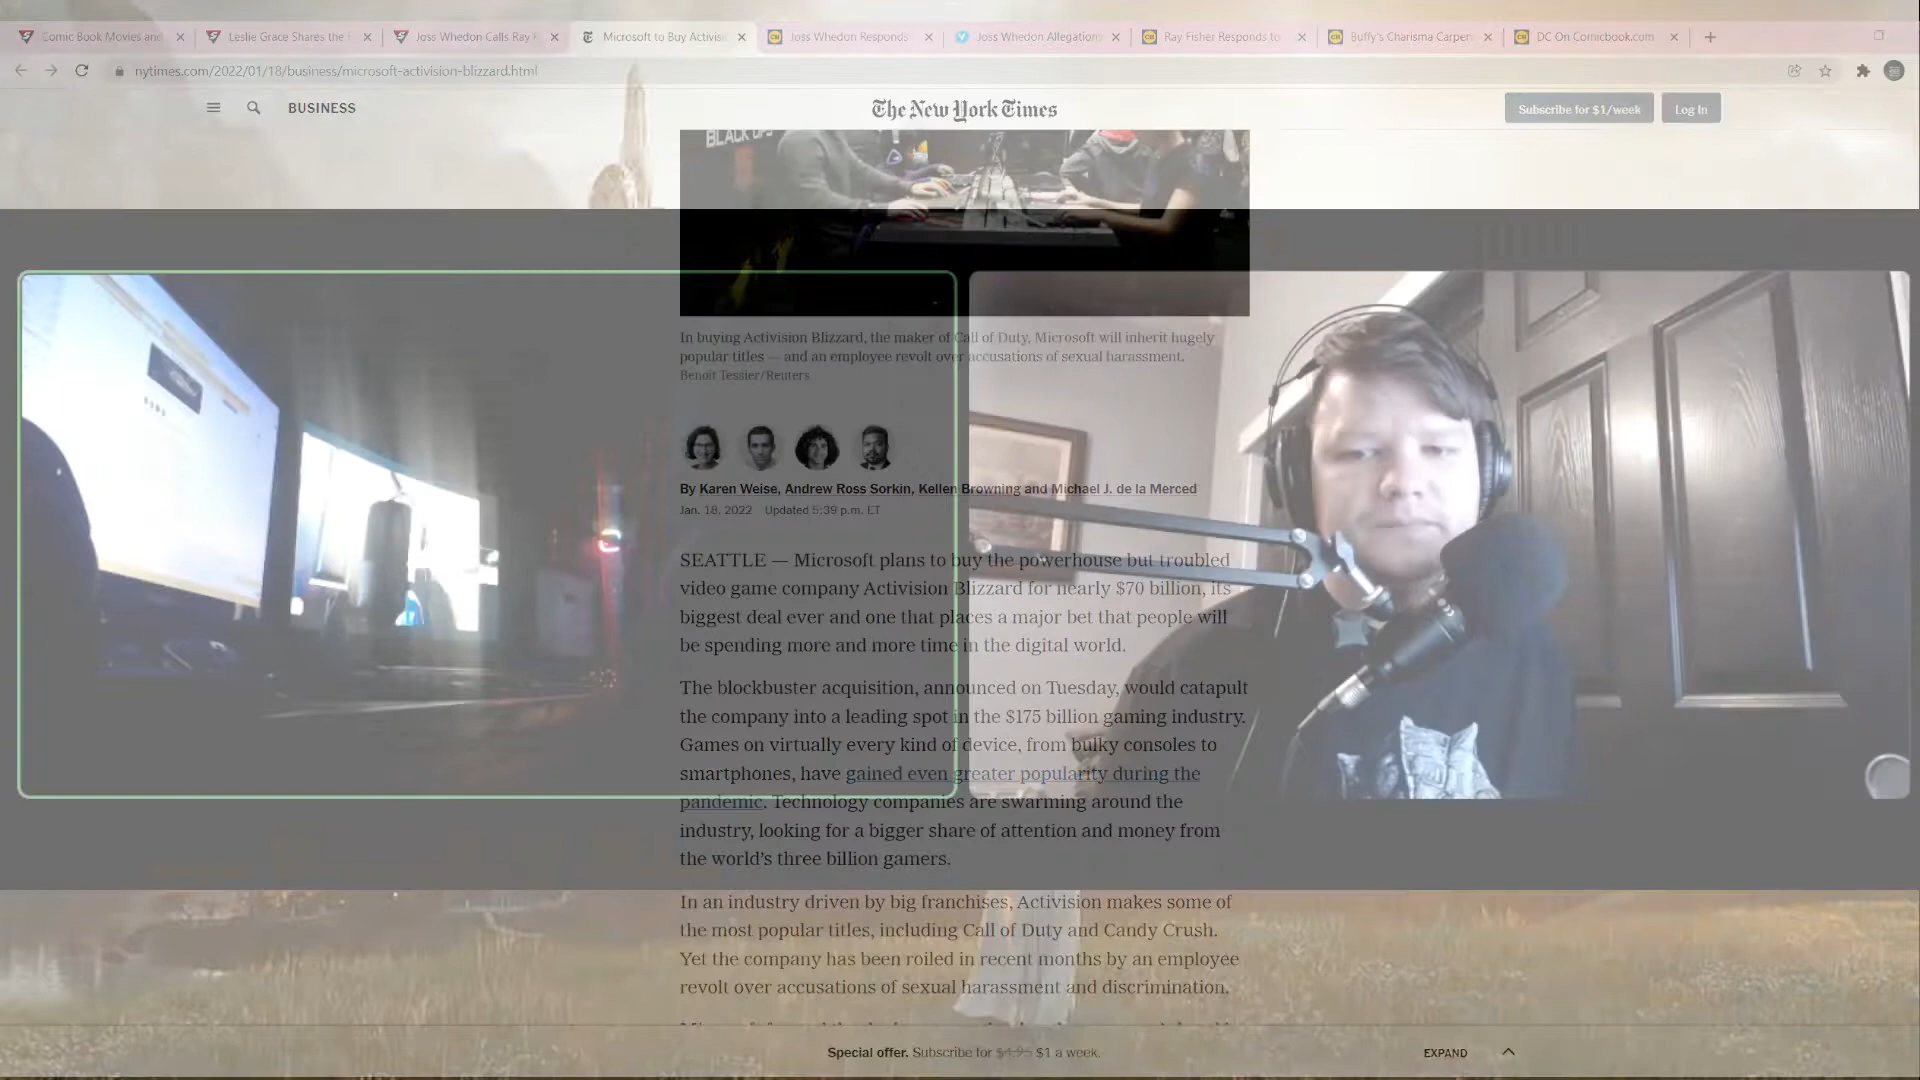 Comic Book Movies and
Leslie Grace Shares the
Joss Whedon Calls Ray
Microsoft to Buy Activisi
Joss Whedon Responds
Joss Whedon Allegation
Ray Fisher Responds to
Buffy's Charisma Carpen
DC On Comicbook.com
nytimes.com/2022/01/18/business/microsoft-activision-blizzard.html
BUSINESS
The New York Times
Subscribe for $1/week
Log In
BLACK OPS
In buying Activision Blizzard, the maker of Call of Duty, Microsoft will inherit hugely
popular titles — and an employee revolt over accusations of sexual harassment.
Benoit Tessier/Reuters
By Karen Weise, Andrew Ross Sorkin, Kellen Browning and Michael J. de la Merced
Jan. 18, 2022 Updated 5:39 p.m. ET
SEATTLE — Microsoft plans to buy the powerhouse but troubled
video game company Activision Blizzard for nearly $70 billion, its
biggest deal ever and one that places a major bet that people will
be spending more and more time in the digital world.
The blockbuster acquisition, announced on Tuesday, would catapult
the company into a leading spot in the $175 billion gaming industry.
Games on virtually every kind of device, from bulky consoles to
smartphones, have gained even greater popularity during the
pandemic. Technology companies are swarming around the
industry, looking for a bigger share of attention and money from
the world's three billion gamers.
In an industry driven by big franchises, Activision makes some of
the most popular titles, including Call of Duty and Candy Crush.
Yet the company has been roiled in recent months by an employee
revolt over accusations of sexual harassment and discrimination.
Special offer. Subscribe for $4.25 $1 a week.
EXPAND